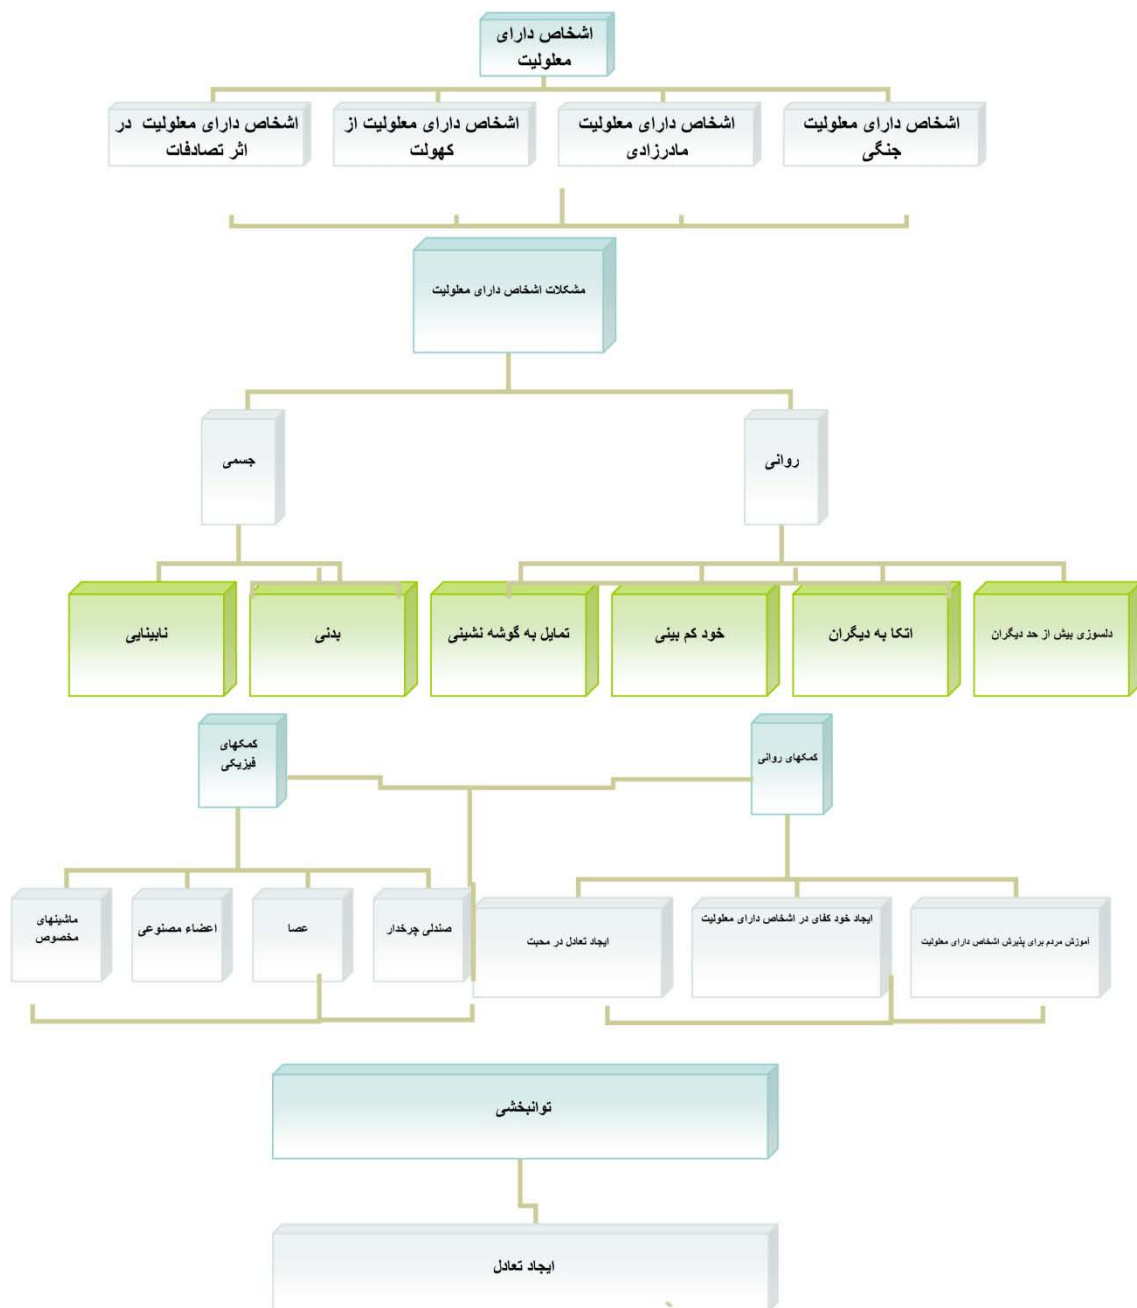 اشخاص دارای
معلولیت
اشخاص دارای معلولیت
جنگی
اشخاص دارای معلولیت
مادرزادی
اشخاص دارای معلولیت از
کهولت
اشخاص دارای معلولیت در
اثر تصادفات
مشکلات اشخاص دارای معلولیت
روانی
جسمی
دلسوزی بیش از حد دیگران
اتکا به دیگران
خود کم بینی
تمایل به گوشه نشینی
بدنی
نابینایی
کمکهای روانی
کمکهای
فیزیکی
آموزش مردم برای پذیرش اشخاص دارای معلولیت
ایجاد خود کفای در اشخاص دارای معلولیت
ایجاد تعادل در محبت
صندلی چرخدار
عصا
اعضاء مصنوعی
ماشینهای
مخصوص
توانبخشی
ایجاد تعادل